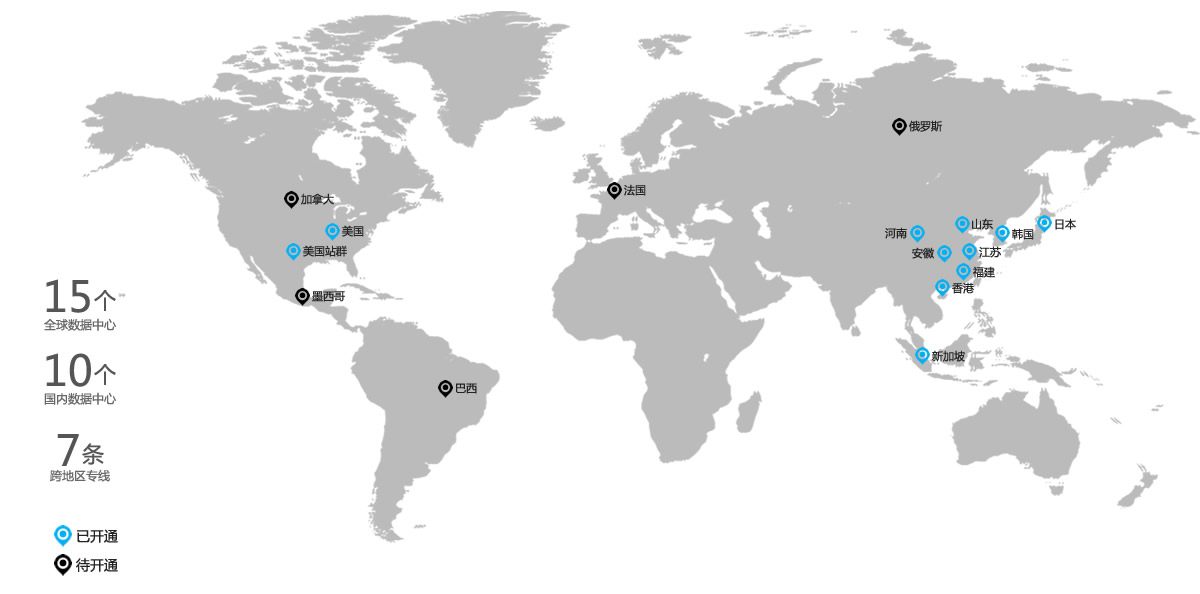 俄罗斯
法国
加拿大
美国
美国站群
墨西哥
巴西
山东
日本
河南
韩国
安徽
江苏
福建
香港
新加坡
15个
全球数据中心
10个
国内数据中心
7条
跨地区专线
已开通
待开通